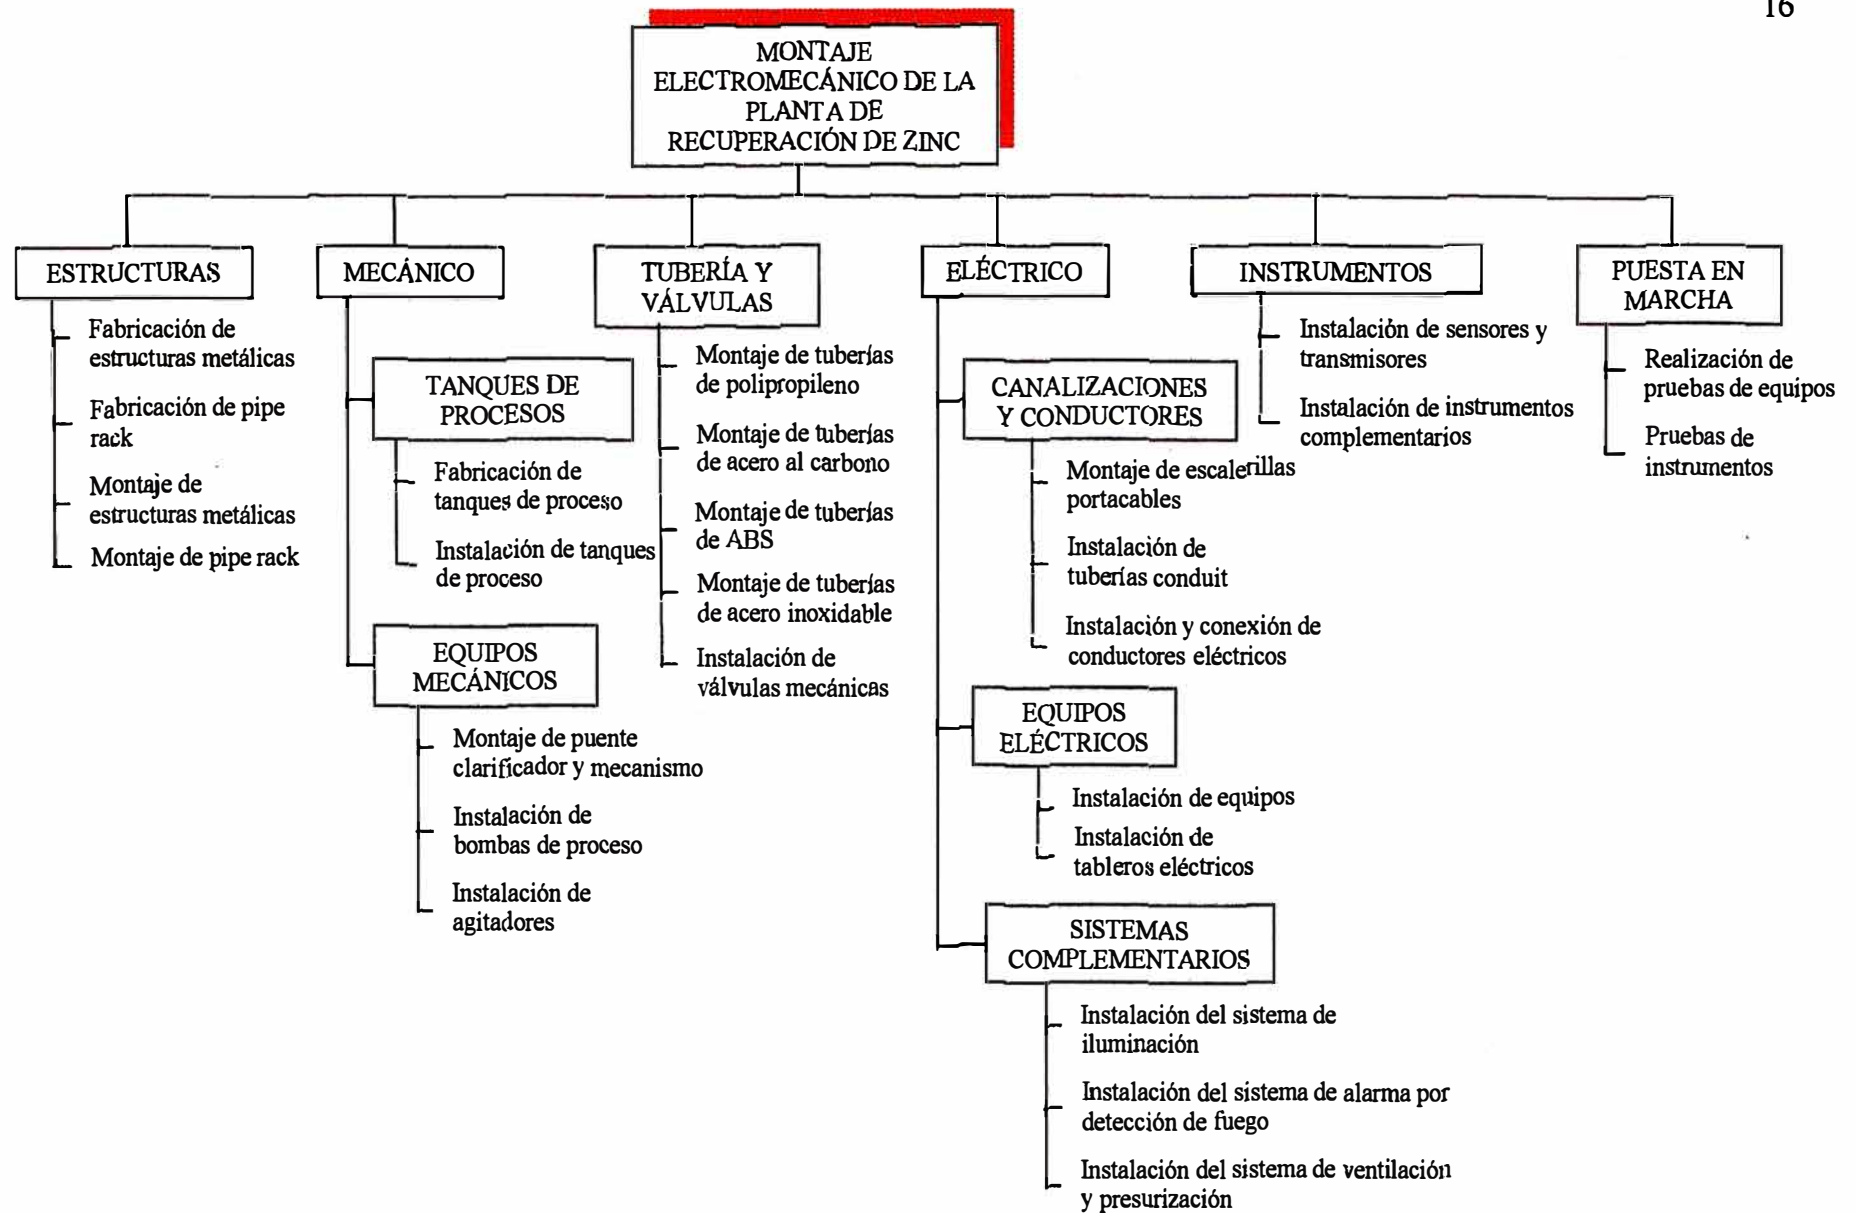 16
MONTAJE
ELECTROMECÁNICO DE LA
PLANTA DE
RECUPERACIÓN DE ZINC
ESTRUCTURAS
Fabricación de
estructuras metálicas
Fabricación de pipe
rack
Montaje de
estructuras metálicas
Montaje de pipe rack
MECÁNICO
TANQUES DE
PROCESOS
Fabricación de
tanques de proceso
Instalación de tanques
de proceso
EQUIPOS
MECÁNICOS
Montaje de puente
clarificador y mecanismo
Instalación de
bombas de proceso
Instalación de
agitadores
TUBERÍA Y
VÁLVULAS
Montaje de tuberías
de polipropileno
Montaje de tuberías
de acero al carbono
Montaje de tuberías
de ABS
Montaje de tuberías
de acero inoxidable
Instalación de
válvulas mecánicas
ELÉCTRICO
CANALIZACIONES
Y CONDUCTORES
Montaje de escalerillas
portacables
Instalación de
tuberías conduit
Instalación y conexión de
conductores eléctricos
EQUIPOS
ELÉCTRICOS
Instalación de equipos
Instalación de
tableros eléctricos
SISTEMAS
COMPLEMENTARIOS
Instalación del sistema de
iluminación
Instalación del sistema de alarma por
detección de fuego
Instalación del sistema de ventilación
y presurización
INSTRUMENTOS
Instalación de sensores y
transmisores
Instalación de instrumentos
complementarios
PUESTA EN
MARCHA
Realización de
pruebas de equipos
Pruebas de
instrumentos